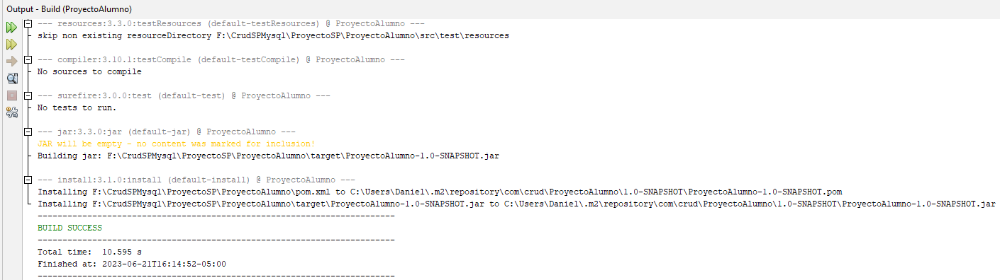 Output - Build (ProyectoAlumno)
--- resources:3.3.0:testResources (default-testResources) @ ProyectoAlumno ---
skip non existing resourceDirectory F:\CrudSPMysql\ProyectoSP\ProyectoAlumno\src\test\resources
--- compiler:3.10.1:testCompile (default-testCompile) @ ProyectoAlumno ---
No sources to compile
--- surefire:3.0.0:test (default-test) @ ProyectoAlumno ---
No tests to run.
--- jar:3.3.0:jar (default-jar) @ ProyectoAlumno ---
JAR will be empty - no content was marked for inclusion!
Building jar: F:\CrudSPMysql\ProyectoSP\ProyectoAlumno\target\ProyectoAlumno-1.0-SNAPSHOT.jar
--- install:3.1.0:install (default-install) @ ProyectoAlumno ---
Installing F:\CrudSPMysql\ProyectoSP\ProyectoAlumno\pom.xml to C:\Users\Daniel\.m2\repository\com\crud\ProyectoAlumno\1.0-SNAPSHOT\ProyectoAlumno-1.0-SNAPSHOT.pom
Installing F:\CrudSPMysql\ProyectoSP\ProyectoAlumno\target\ProyectoAlumno-1.0-SNAPSHOT.jar to C:\Users\Daniel\.m2\repository\com\crud\ProyectoAlumno\1.0-SNAPSHOT\ProyectoAlumno-1.0-SNAPSHOT.jar
------------------------------------------------------------------------
BUILD SUCCESS
------------------------------------------------------------------------
Total time:  10.595 s
Finished at: 2023-06-21T16:14:52-05:00
------------------------------------------------------------------------